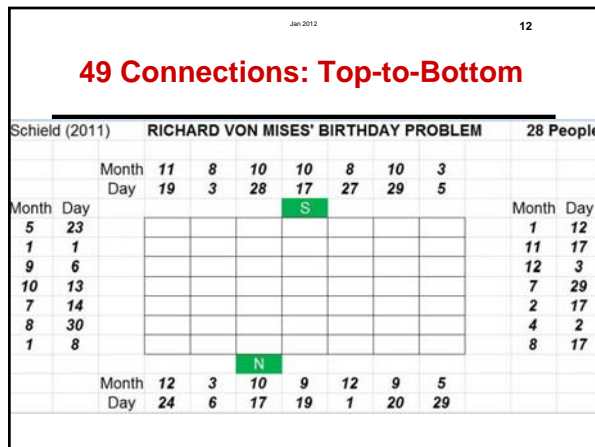 Jan 2012 12
49 Connections: Top-to-Bottom
Schield (2011) RICHARD VON MISES' BIRTHDAY PROBLEM 28 People
Month 11 8 10 10 8 10 3
Day 19 3 28 17 27 29 5
Month Day S Month Day
5 23 1 12
1 1 11 17
9 6 12 3
10 13 7 29
7 14 2 17
8 30 4 2
1 8 8 17
N
Month 12 3 10 9 12 9 5
Day 24 6 17 19 1 20 29